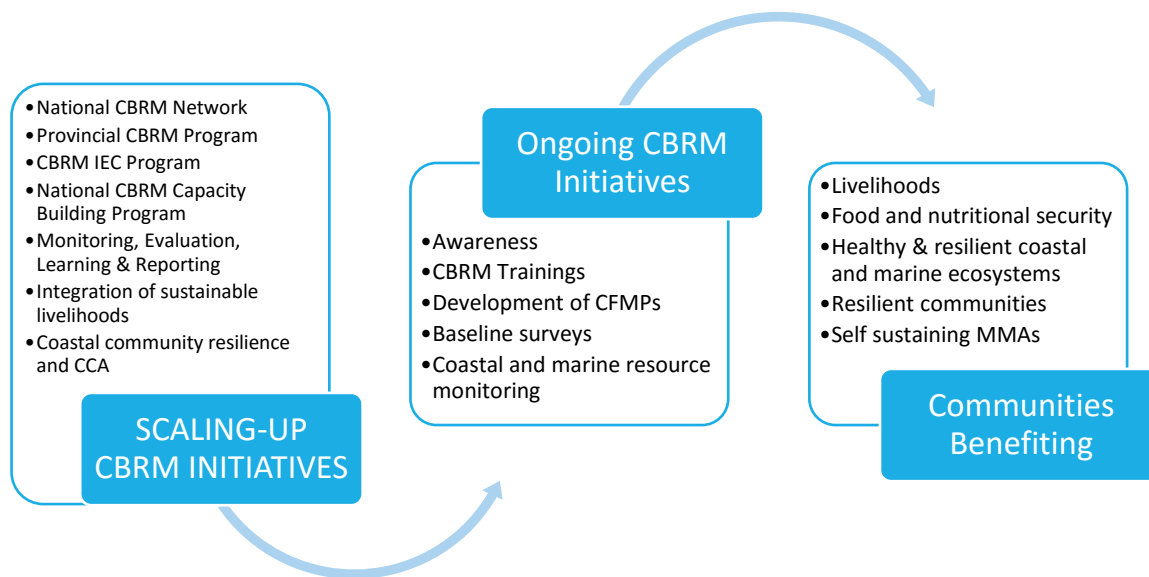 •National CBRM Network
•Provincial CBRM Program
•CBRM IEC Program
•National CBRM Capacity
Building Program
•Monitoring, Evaluation,
Learning & Reporting
•Integration of sustainable
livelihoods
•Coastal community resilience
and CCA
SCALING-UP
CBRM INITIATIVES
Ongoing CBRM
Initiatives
•Awareness
•CBRM Trainings
•Development of CFMPs
•Baseline surveys
•Coastal and marine resource
monitoring
•Livelihoods
•Food and nutritional security
•Healthy & resilient coastal
and marine ecosystems
•Resilient communities
•Self sustaining MMAs
Communities
Benefiting